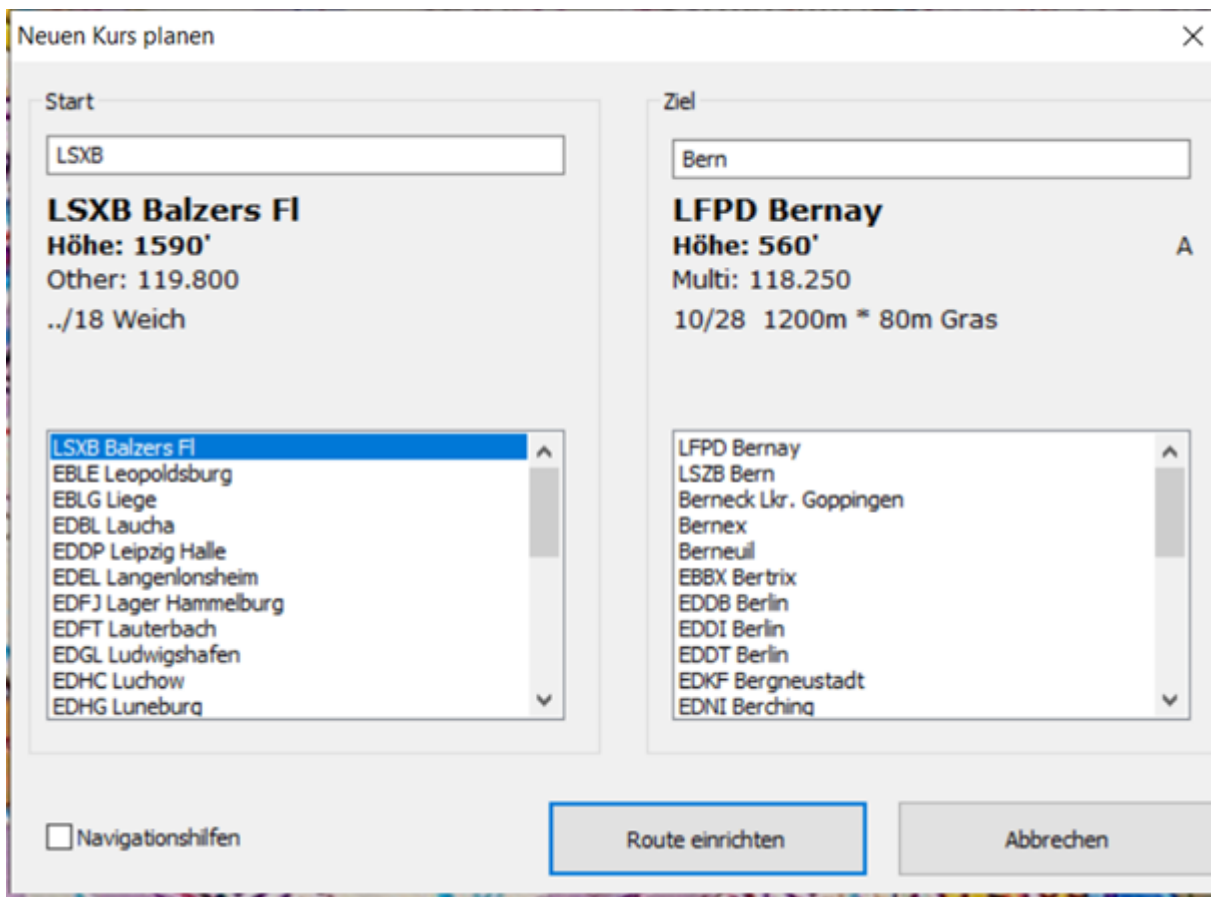 Neuen Kurs planen
Start
LSXB
LSXB Balzers Fl
Höhe: 1590'
Other: 119.800
../18 Weich
LSXB Balzers Fl
EBLE Leopoldsburg
EBLG Liege
EDBL Laucha
EDDP Leipzig Halle
EDEL Langenlonsheim
EDFJ Lager Hammelburg
EDFT Lauterbach
EDGL Ludwigshafen
EDHC Luchow
EDHG Luneburg
Ziel
Bern
LFPD Bernay
Höhe: 560'
A
Multi: 118.250
10/28 1200m * 80m Gras
LFPD Bernay
LSZB Bern
Berneck Lkr. Goppingen
Bernex
Berneuil
EBBX Bertrix
EDDB Berlin
EDDI Berlin
EDDT Berlin
EDKF Bergneustadt
EDNI Berching
Navigationshilfen
Route einrichten
Abbrechen